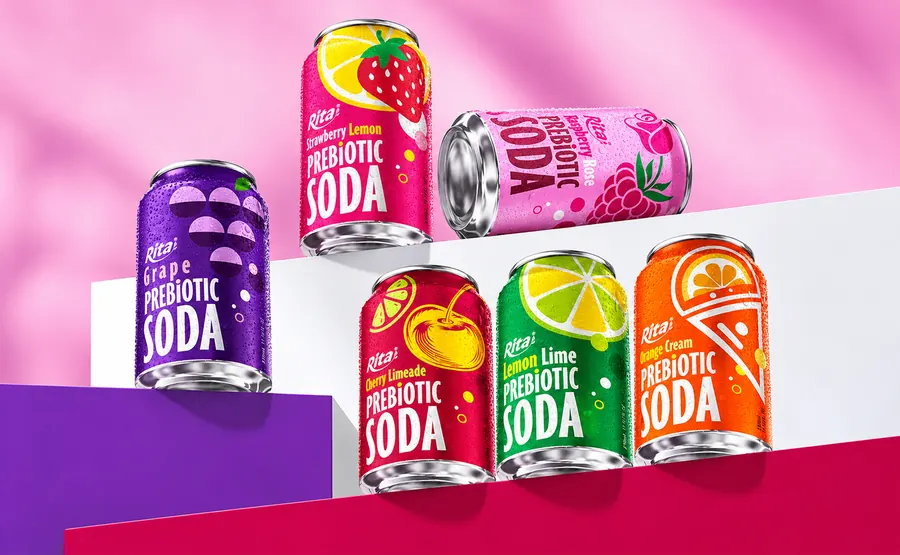 Rita
Strawberry Lemon
PREBiOTIC
SODA
Rita
Raspberry Rose
PREBIOTIC
SODA
Rita
Grape
PREBiOTIC
SODA
Rita
Cherry Limeade
PREBiOTIC
SODA
Rita
Lemon Lime
PREBiOTIC
SODA
Rita
Orange Cream
PREBiOTIC
SODA